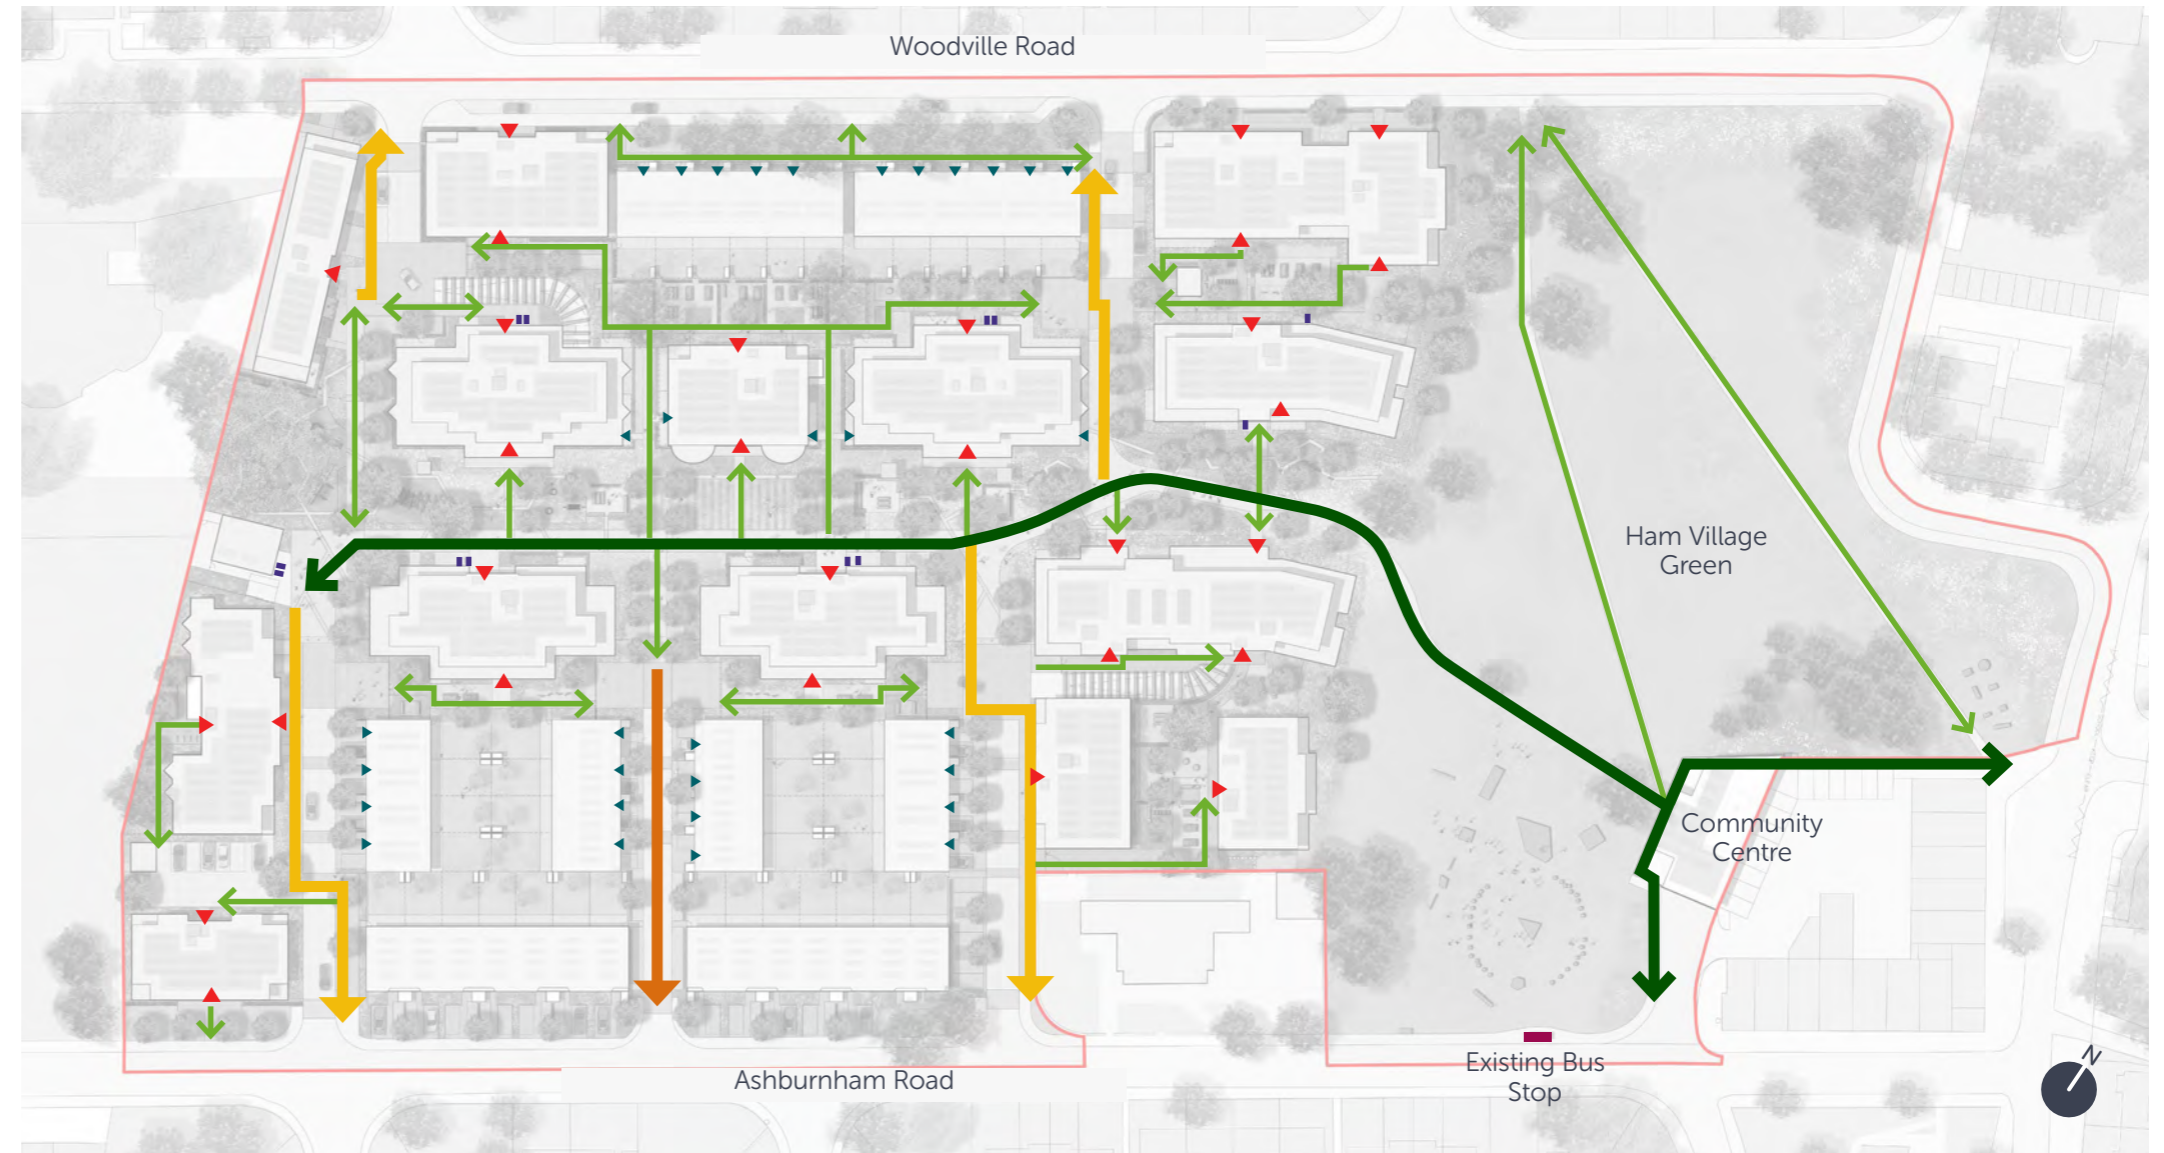 Woodville Road
Ham Village
Green
Community
Centre
Existing Bus
Stop
Ashburnham Road
N